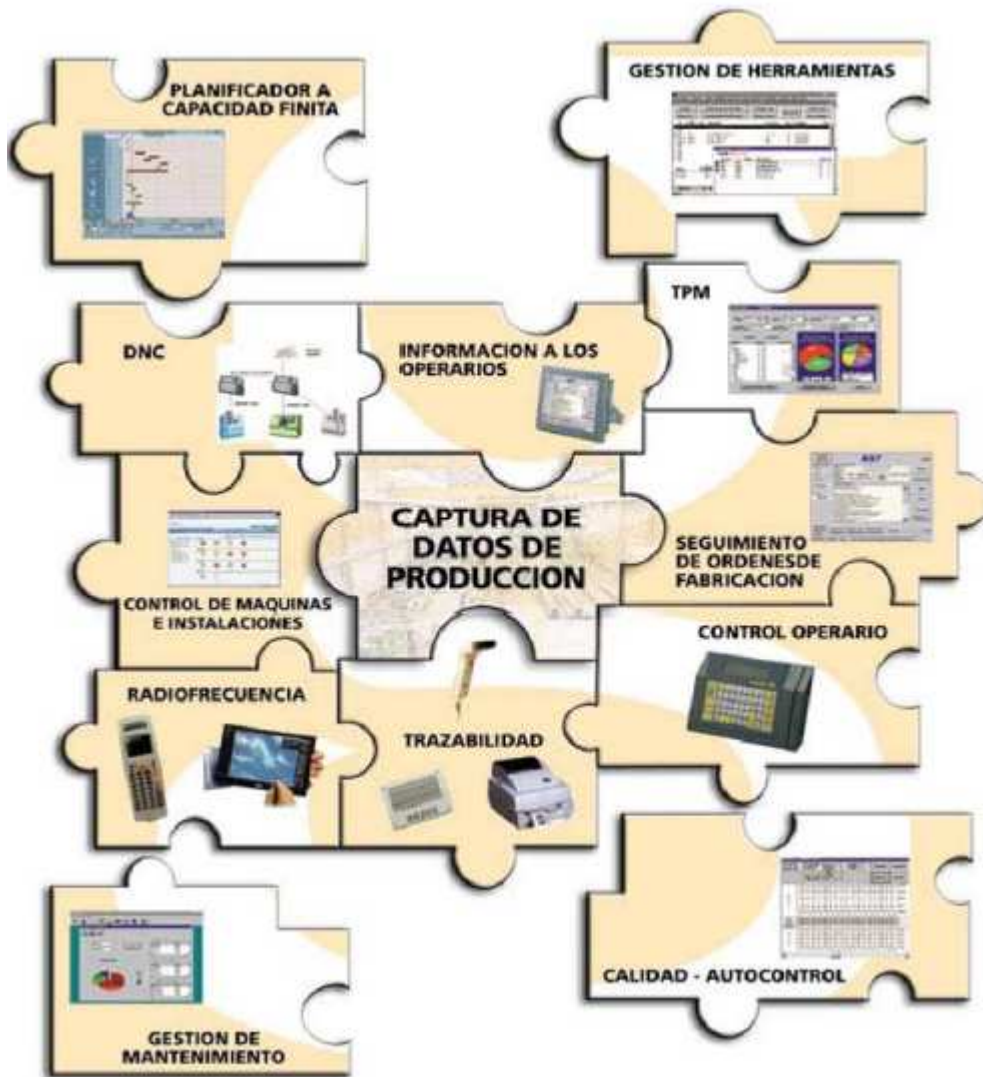 PLANIFICADOR A
CAPACIDAD FINITA
GESTION DE HERRAMIENTAS
TPM
DNC
INFORMACION A LOS
OPERARIOS
CAPTURA DE
DATOS DE
PRODUCCION
SEGUIMIENTO
DE ORDENESDE
FABRICACION
CONTROL DE MAQUINAS
E INSTALACIONES
CONTROL OPERARIO
RADIOFRECUENCIA
TRAZABILIDAD
CALIDAD - AUTOCONTROL
GESTION DE
MANTENIMIENTO